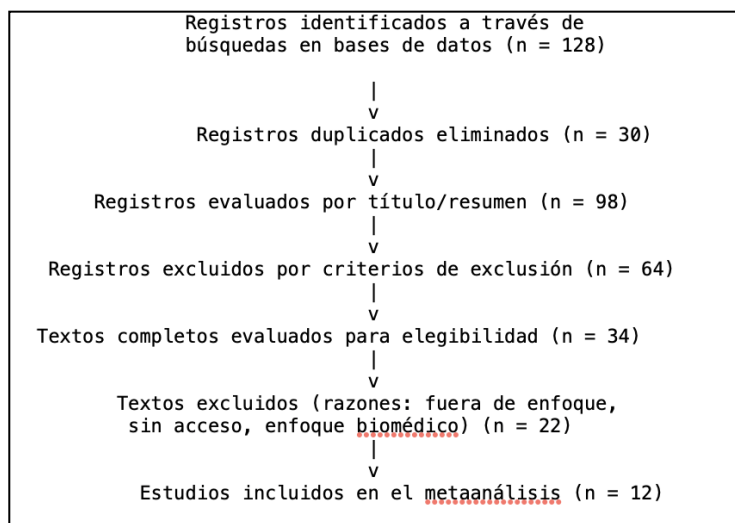 Registros identificados a través de
búsquedas en bases de datos (n = 128)
|
v
Registros duplicados eliminados (n = 30)
|
v
Registros evaluados por título/resumen (n = 98)
|
v
Registros excluidos por criterios de exclusión (n = 64)
|
v
Textos completos evaluados para elegibilidad (n = 34)
|
v
Textos excluidos (razones: fuera de enfoque,
sin acceso, enfoque biomédico) (n = 22)
|
v
Estudios incluidos en el metaanálisis (n = 12)